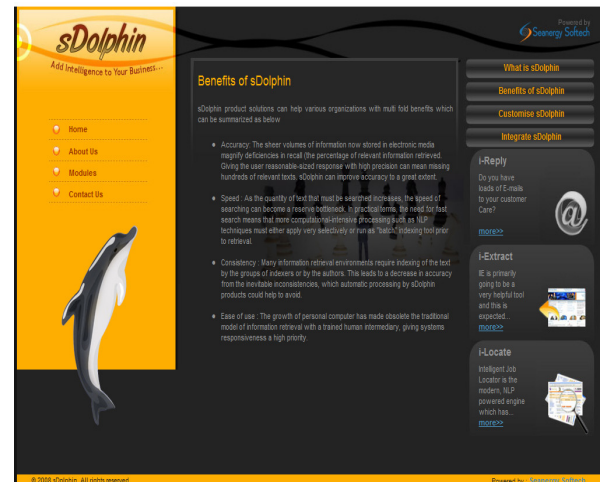 sDolphin
Add Intelligence to Your Business...
Powered by
Seanergy Softech
Home
About Us
Modules
Contact Us
Benefits of sDolphin
sDolphin product solutions can help various organizations with multi fold benefits which
can be summarized as below
Accuracy: The sheer volumes of information now stored in electronic media
magnify deficiencies in recall (the percentage of relevant information retrieved.
Giving the user reasonable-sized response with high precision can mean missing
hundreds of relevant texts, sDolphin can improve accuracy to a great extent.
Speed : As the quantity of text that must be searched increases, the speed of
searching can become a reserve bottleneck. In practical terms, the need for fast
search means that more computational-intensive processing such as NLP
techniques must either apply very selectively or run as "batch" indexing tool prior
to retrieval.
Consistency : Many information retrieval environments require indexing of the text
by the groups of indexers or by the authors. This leads to a decrease in accuracy
from the inevitable inconsistencies, which automatic processing by sDolphin
products could help to avoid.
Ease of use : The growth of personal computer has made obsolete the traditional
model of information retrieval with a trained human intermediary, giving systems
responsiveness a high priority.
What is sDolphin
Benefits of sDolphin
Customise sDolphin
Integrate sDolphin
i-Reply
Do you have
loads of E-mails
to your customer
Care?
more>>
@
i-Extract
IE is primarily
going to be a
very helpful tool
and this is
expected...
more>>
i-Locate
Intelligent Job
Locator is the
modern, NLP
powered engine
which has...
more>>
© 2008 sDolphin. All rights reserved
Powered by : Seanergy Softech